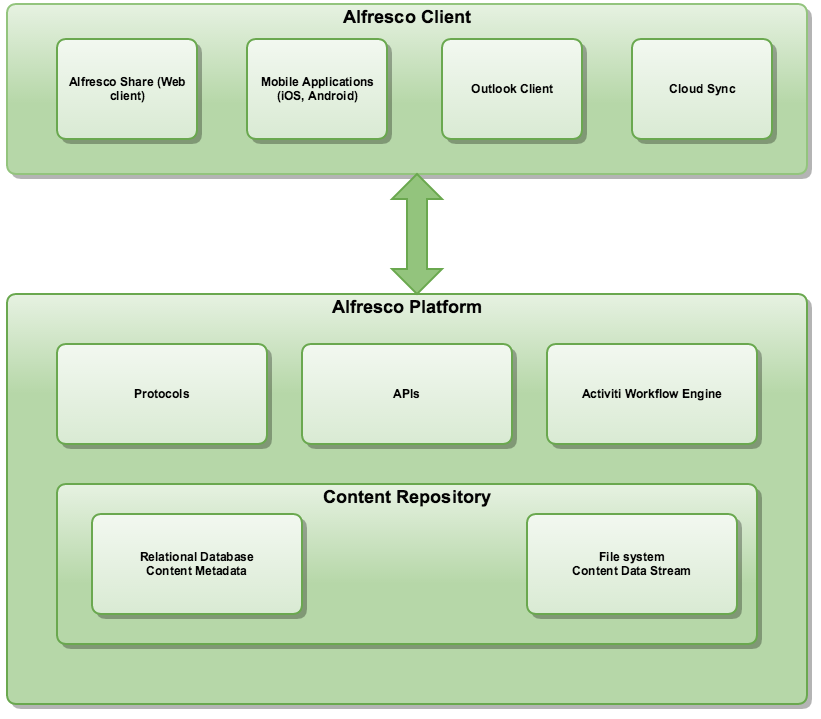 Alfresco Client
Alfresco Share (Web
client)
Mobile Applications
(iOS, Android)
Outlook Client
Cloud Sync
Alfresco Platform
Protocols
APIs
Activiti Workflow Engine
Content Repository
Relational Database
Content Metadata
File system
Content Data Stream